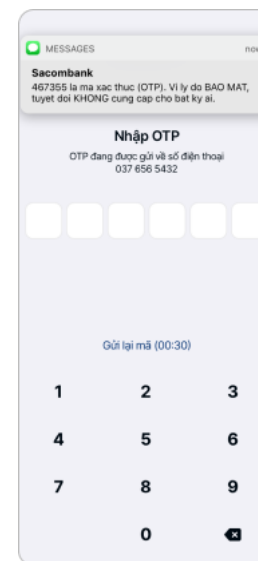 MESSAGES
Sacombank
467355 la ma xac thuc (OTP). Vi ly do BAO MAT,
tuyet doi KHONG cung cap cho bat ky ai.
Nhập OTP
OTP đang được gửi về số điện thoại
037 656 5432
Gửi lại mã (00:30)
1 2 3
4 5 6
7 8 9
0